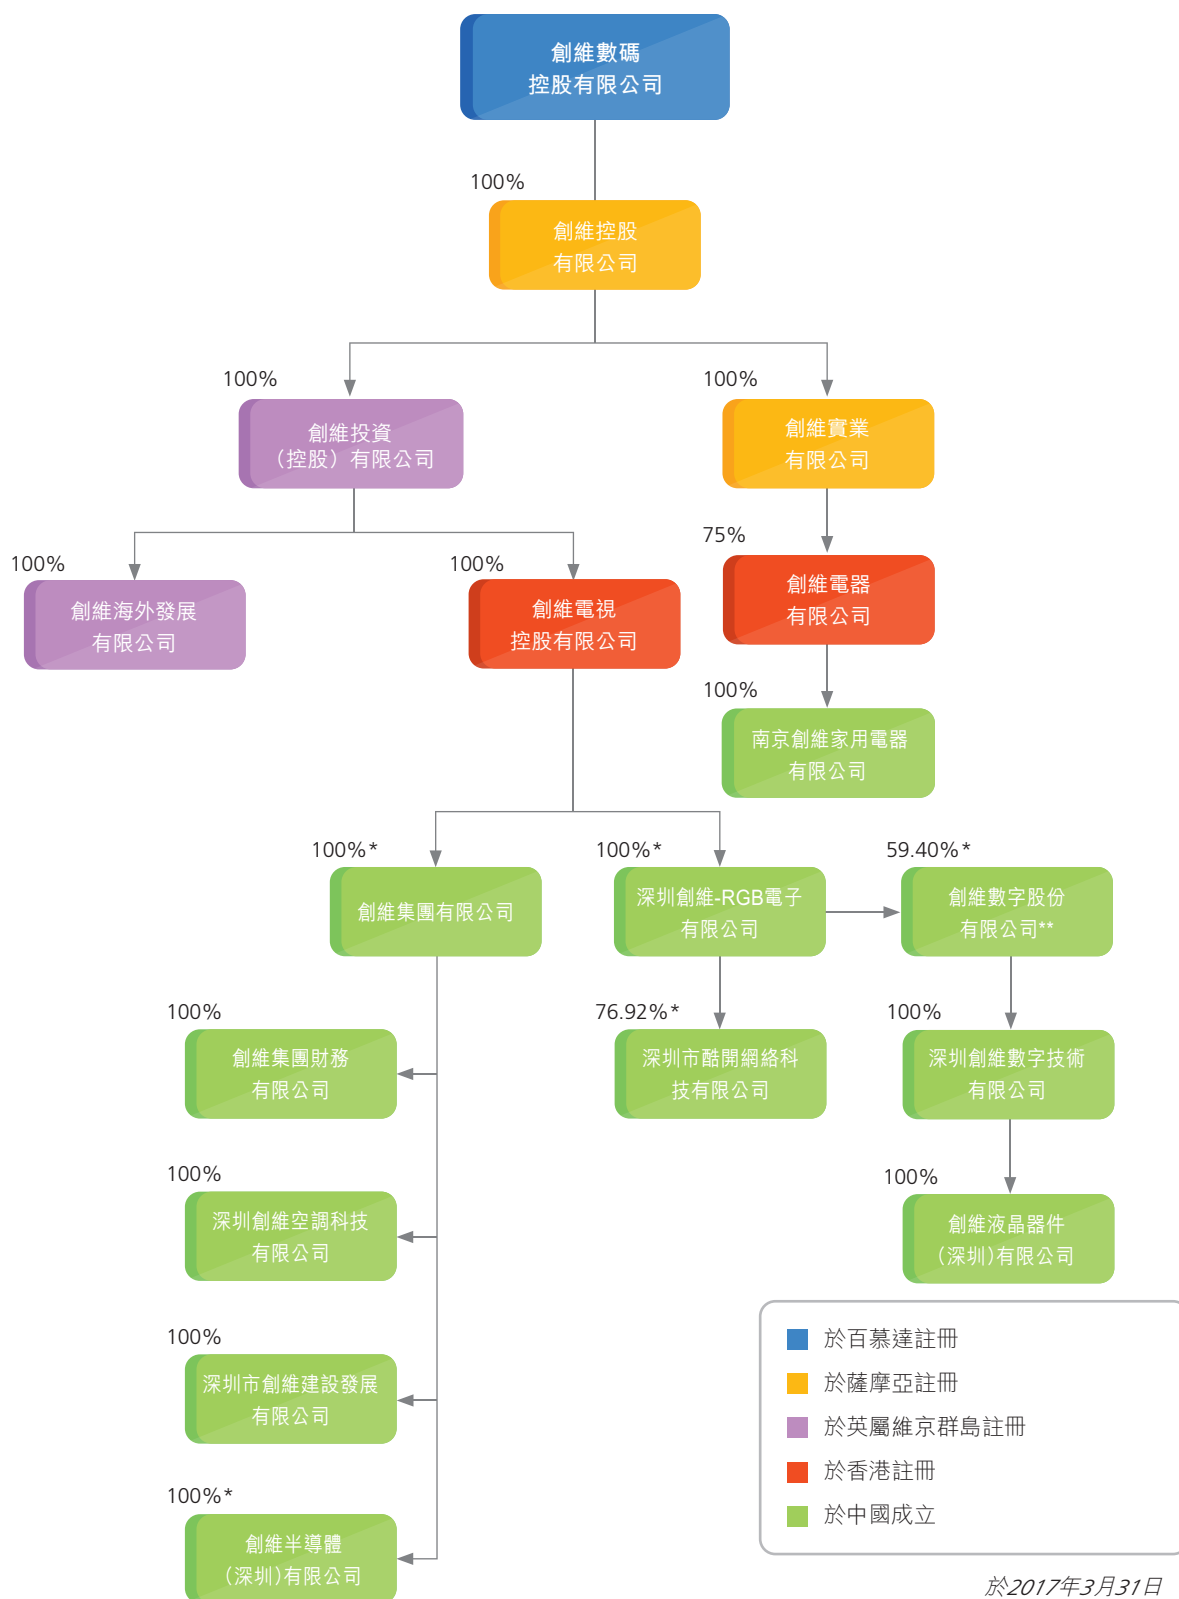 創維數碼
控股有限公司
100%
創維控股
有限公司
100%
創維投資
（控股）有限公司
100%
創維實業
有限公司
100%
創維海外發展
有限公司
100%
創維電視
控股有限公司
75%
創維電器
有限公司
100%
南京創維家用電器
有限公司
100%*
創維集團有限公司
100%*
深圳創維-RGB電子
有限公司
59.40%*
創維數字股份
有限公司**
100%
創維集團財務
有限公司
76.92%*
深圳市酷開網絡科
技有限公司
100%
深圳創維數字技術
有限公司
100%
深圳創維空調科技
有限公司
100%
創維液晶器件
（深圳）有限公司
100%
深圳市創維建設發展
有限公司
100%*
創維半導體
（深圳）有限公司
於百慕達註冊
於薩摩亞註冊
於英屬維京群島註冊
於香港註冊
於中國成立
於2017年3月31日